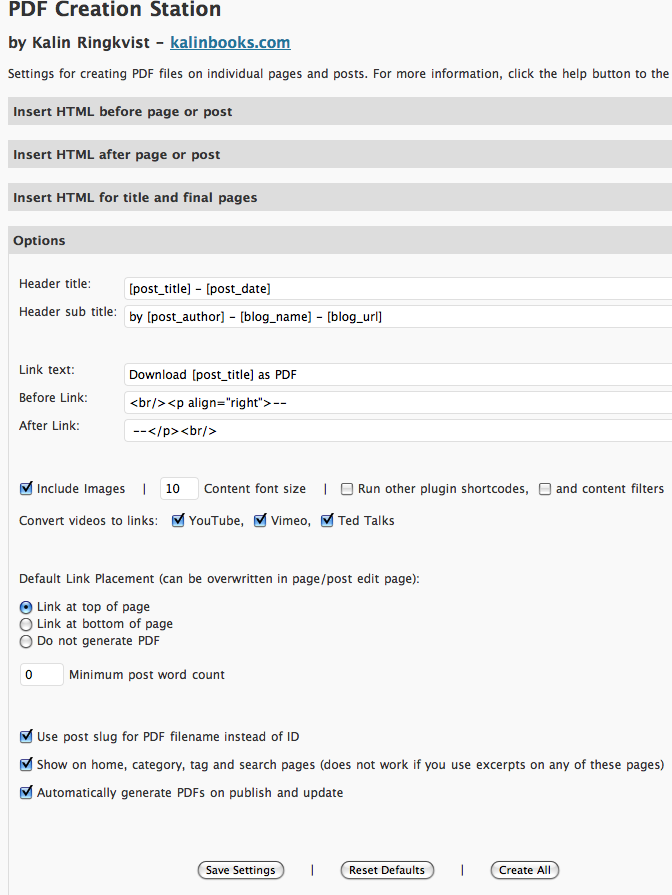 PDF Creation Station
by Kalin Ringkvist – kalinbooks.com
Settings for creating PDF files on individual pages and posts. For more information, click the help button to the
Insert HTML before page or post
Insert HTML after page or post
Insert HTML for title and final pages
Options
Header title: [post_title] - [post_date]
Header sub title: by [post_author] - [blog_name] - [blog_url]
Link text: Download [post_title] as PDF
Before Link: <br/><p align="right">--
After Link: --</p><br/>
Include Images | 10 Content font size | Run other plugin shortcodes, and content filters
Convert videos to links: YouTube, Vimeo, Ted Talks
Default Link Placement (can be overwritten in page/post edit page):
Link at top of page
Link at bottom of page
Do not generate PDF
0 Minimum post word count
Use post slug for PDF filename instead of ID
Show on home, category, tag and search pages (does not work if you use excerpts on any of these pages)
Automatically generate PDFs on publish and update
Save Settings | Reset Defaults | Create All